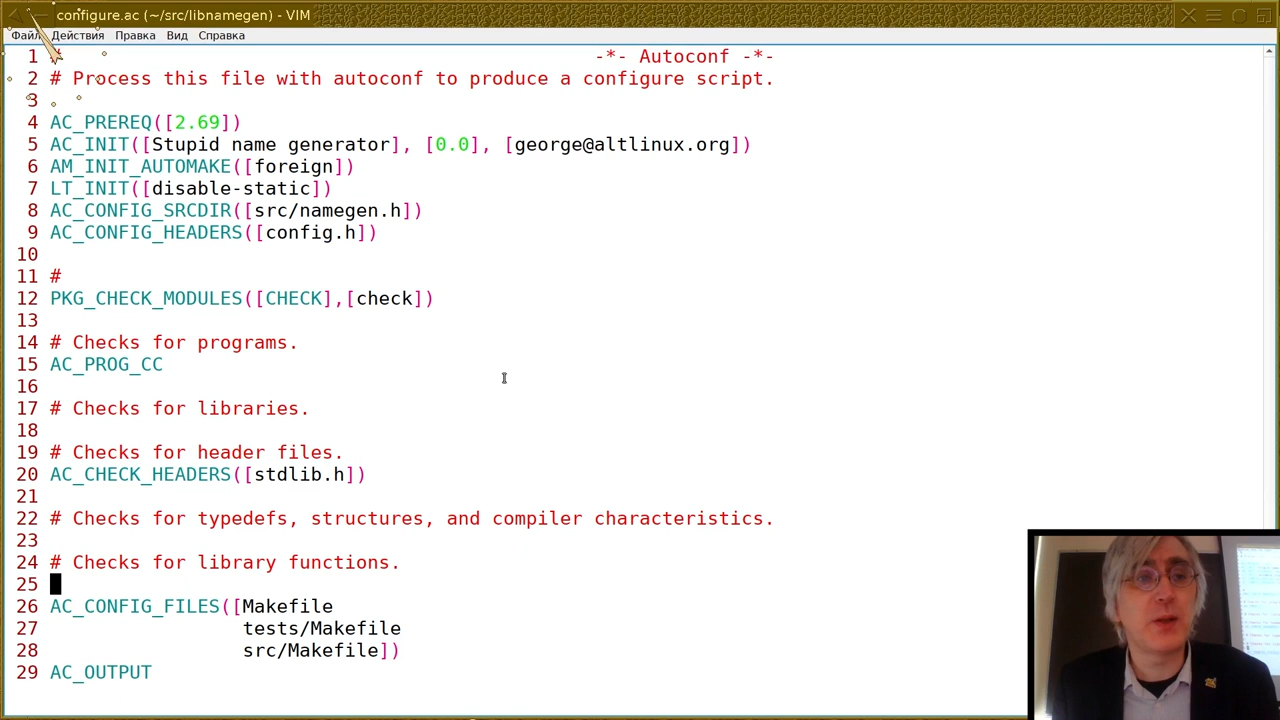 configure.ac (~/src/libnamegen) - VIM
Файл Действия Правка Вид Справка
1 # -*- Autoconf -*-
2 # Process this file with autoconf to produce a configure script.
3
4 AC_PREREQ([2.69])
5 AC_INIT([Stupid name generator], [0.0], [george@altlinux.org])
6 AM_INIT_AUTOMAKE([foreign])
7 LT_INIT([disable-static])
8 AC_CONFIG_SRCDIR([src/namegen.h])
9 AC_CONFIG_HEADERS([config.h])
10
11 #
12 PKG_CHECK_MODULES([CHECK],[check])
13
14 # Checks for programs.
15 AC_PROG_CC
16
17 # Checks for libraries.
18
19 # Checks for header files.
20 AC_CHECK_HEADERS([stdlib.h])
21
22 # Checks for typedefs, structures, and compiler characteristics.
23
24 # Checks for library functions.
25
26 AC_CONFIG_FILES([Makefile
27 tests/Makefile
28 src/Makefile])
29 AC_OUTPUT